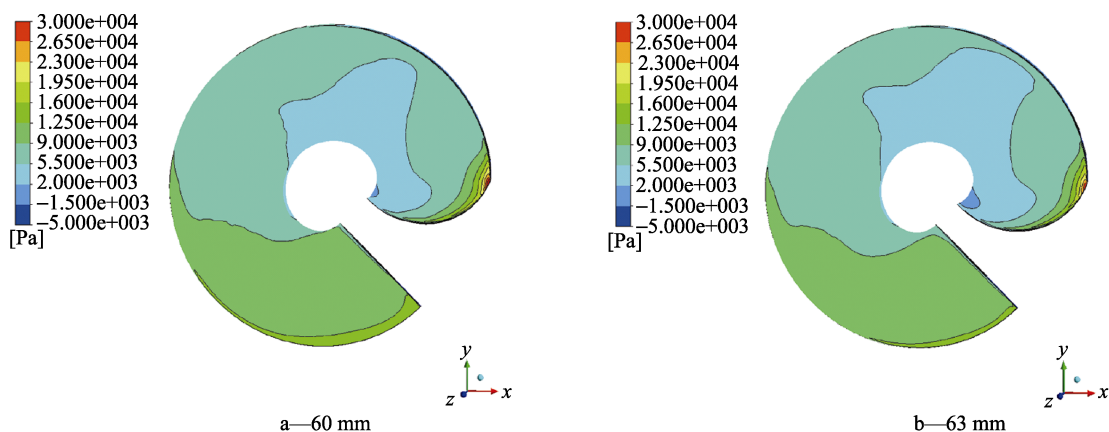 3.000e+004
2.650e+004
2.300e+004
1.950e+004
1.600e+004
1.250e+004
9.000e+003
5.500e+003
2.000e+003
−1.500e+003
−5.000e+003
[Pa]
y
x
z
a—60 mm
3.000e+004
2.650e+004
2.300e+004
1.950e+004
1.600e+004
1.250e+004
9.000e+003
5.500e+003
2.000e+003
−1.500e+003
−5.000e+003
[Pa]
y
x
z
b—63 mm